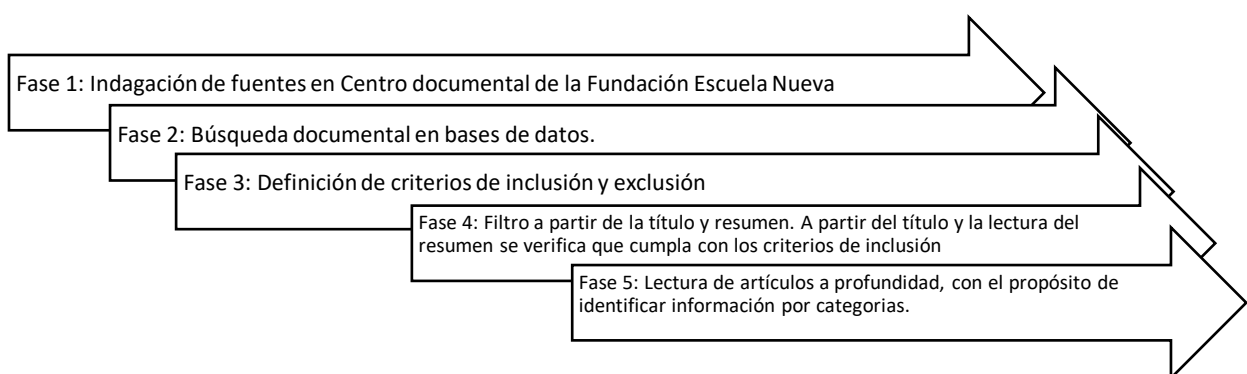 Fase 1: Indagación de fuentes en Centro documental de la Fundación Escuela Nueva
Fase 2: Búsqueda documental en bases de datos.
Fase 3: Definición de criterios de inclusión y exclusión
Fase 4: Filtro a partir de la título y resumen. A partir del título y la lectura del
resumen se verifica que cumpla con los criterios de inclusión
Fase 5: Lectura de artículos a profundidad, con el propósito de
identificar información por categorias.